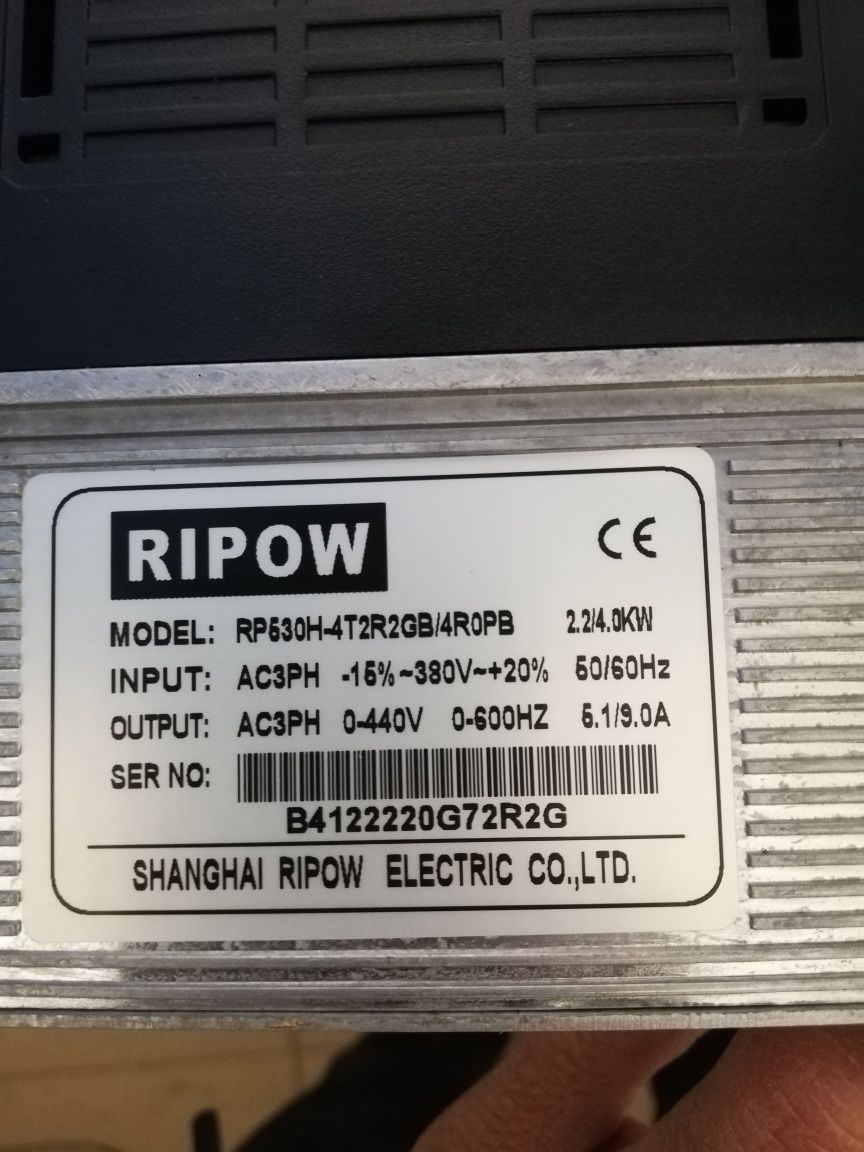 RIPOW CE
MODEL: RP530H-4T2R2GB/4R0PB 2.2/4.0KW
INPUT: AC3PH -15%~380V~+20% 50/60Hz
OUTPUT: AC3PH 0-440V 0-600HZ 5.1/9.0A
SER NO:
B4122220G72R2G
SHANGHAI RIPOW ELECTRIC CO.,LTD.